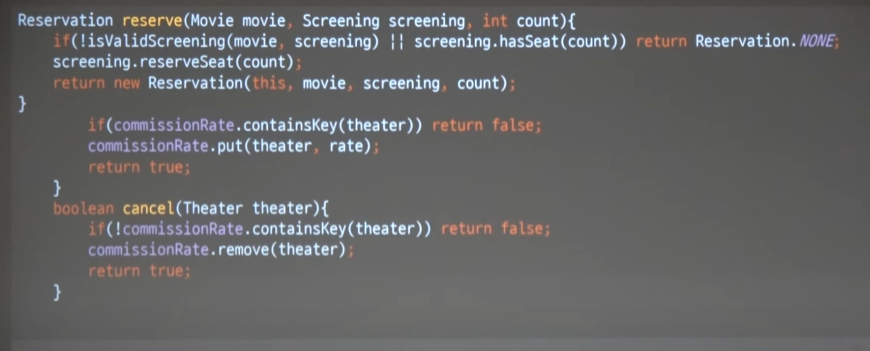 Reservation reserve(Movie movie, Screening screening, int count){
    if(!isValidScreening(movie, screening) || screening.hasSeat(count)) return Reservation.NONE;
    screening.reserveSeat(count);
    return new Reservation(this, movie, screening, count);
}
        if(commissionRate.containsKey(theater)) return false;
        commissionRate.put(theater, rate);
        return true;
    }
    boolean cancel(Theater theater){
        if(!commissionRate.containsKey(theater)) return false;
        commissionRate.remove(theater);
        return true;
    }